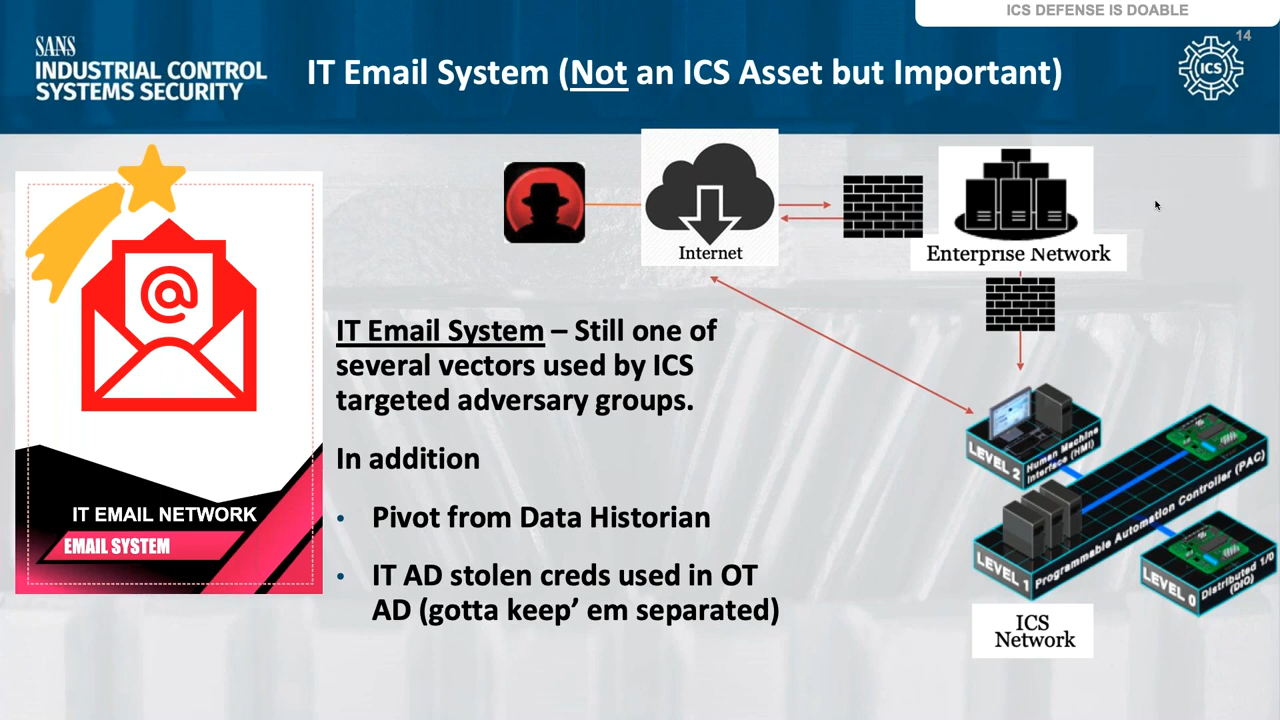 ICS DEFENSE IS DOABLE
14
SANS
INDUSTRIAL CONTROL
SYSTEMS SECURITY
IT Email System (Not an ICS Asset but Important)
ICS
Internet
Enterprise Network
IT Email System – Still one of
several vectors used by ICS
targeted adversary groups.
In addition
• Pivot from Data Historian
• IT AD stolen creds used in OT
AD (gotta keep’ em separated)
@
IT EMAIL NETWORK
EMAIL SYSTEM
LEVEL 2
Human Machine
Interface (HMI)
LEVEL 1
Programmable Automation Controller (PAC)
LEVEL 0
Distributed 1/0
(DIO)
ICS
Network